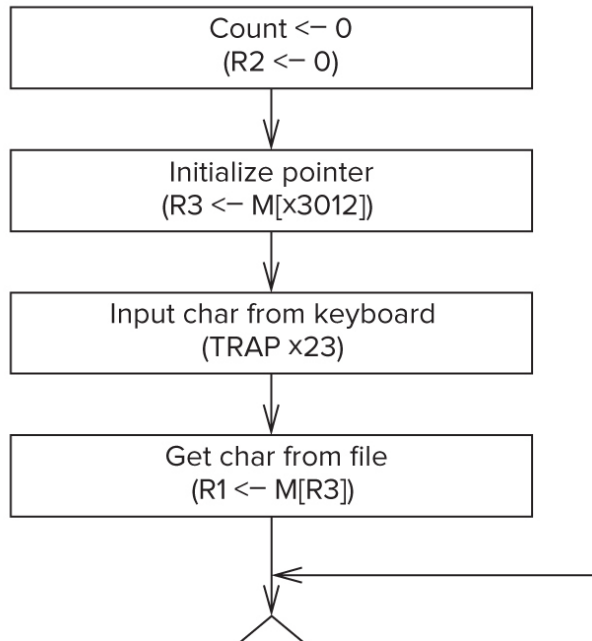 Count <– 0
(R2 <– 0)
Initialize pointer
(R3 <– M[x3012])
Input char from keyboard
(TRAP x23)
Get char from file
(R1 <– M[R3])